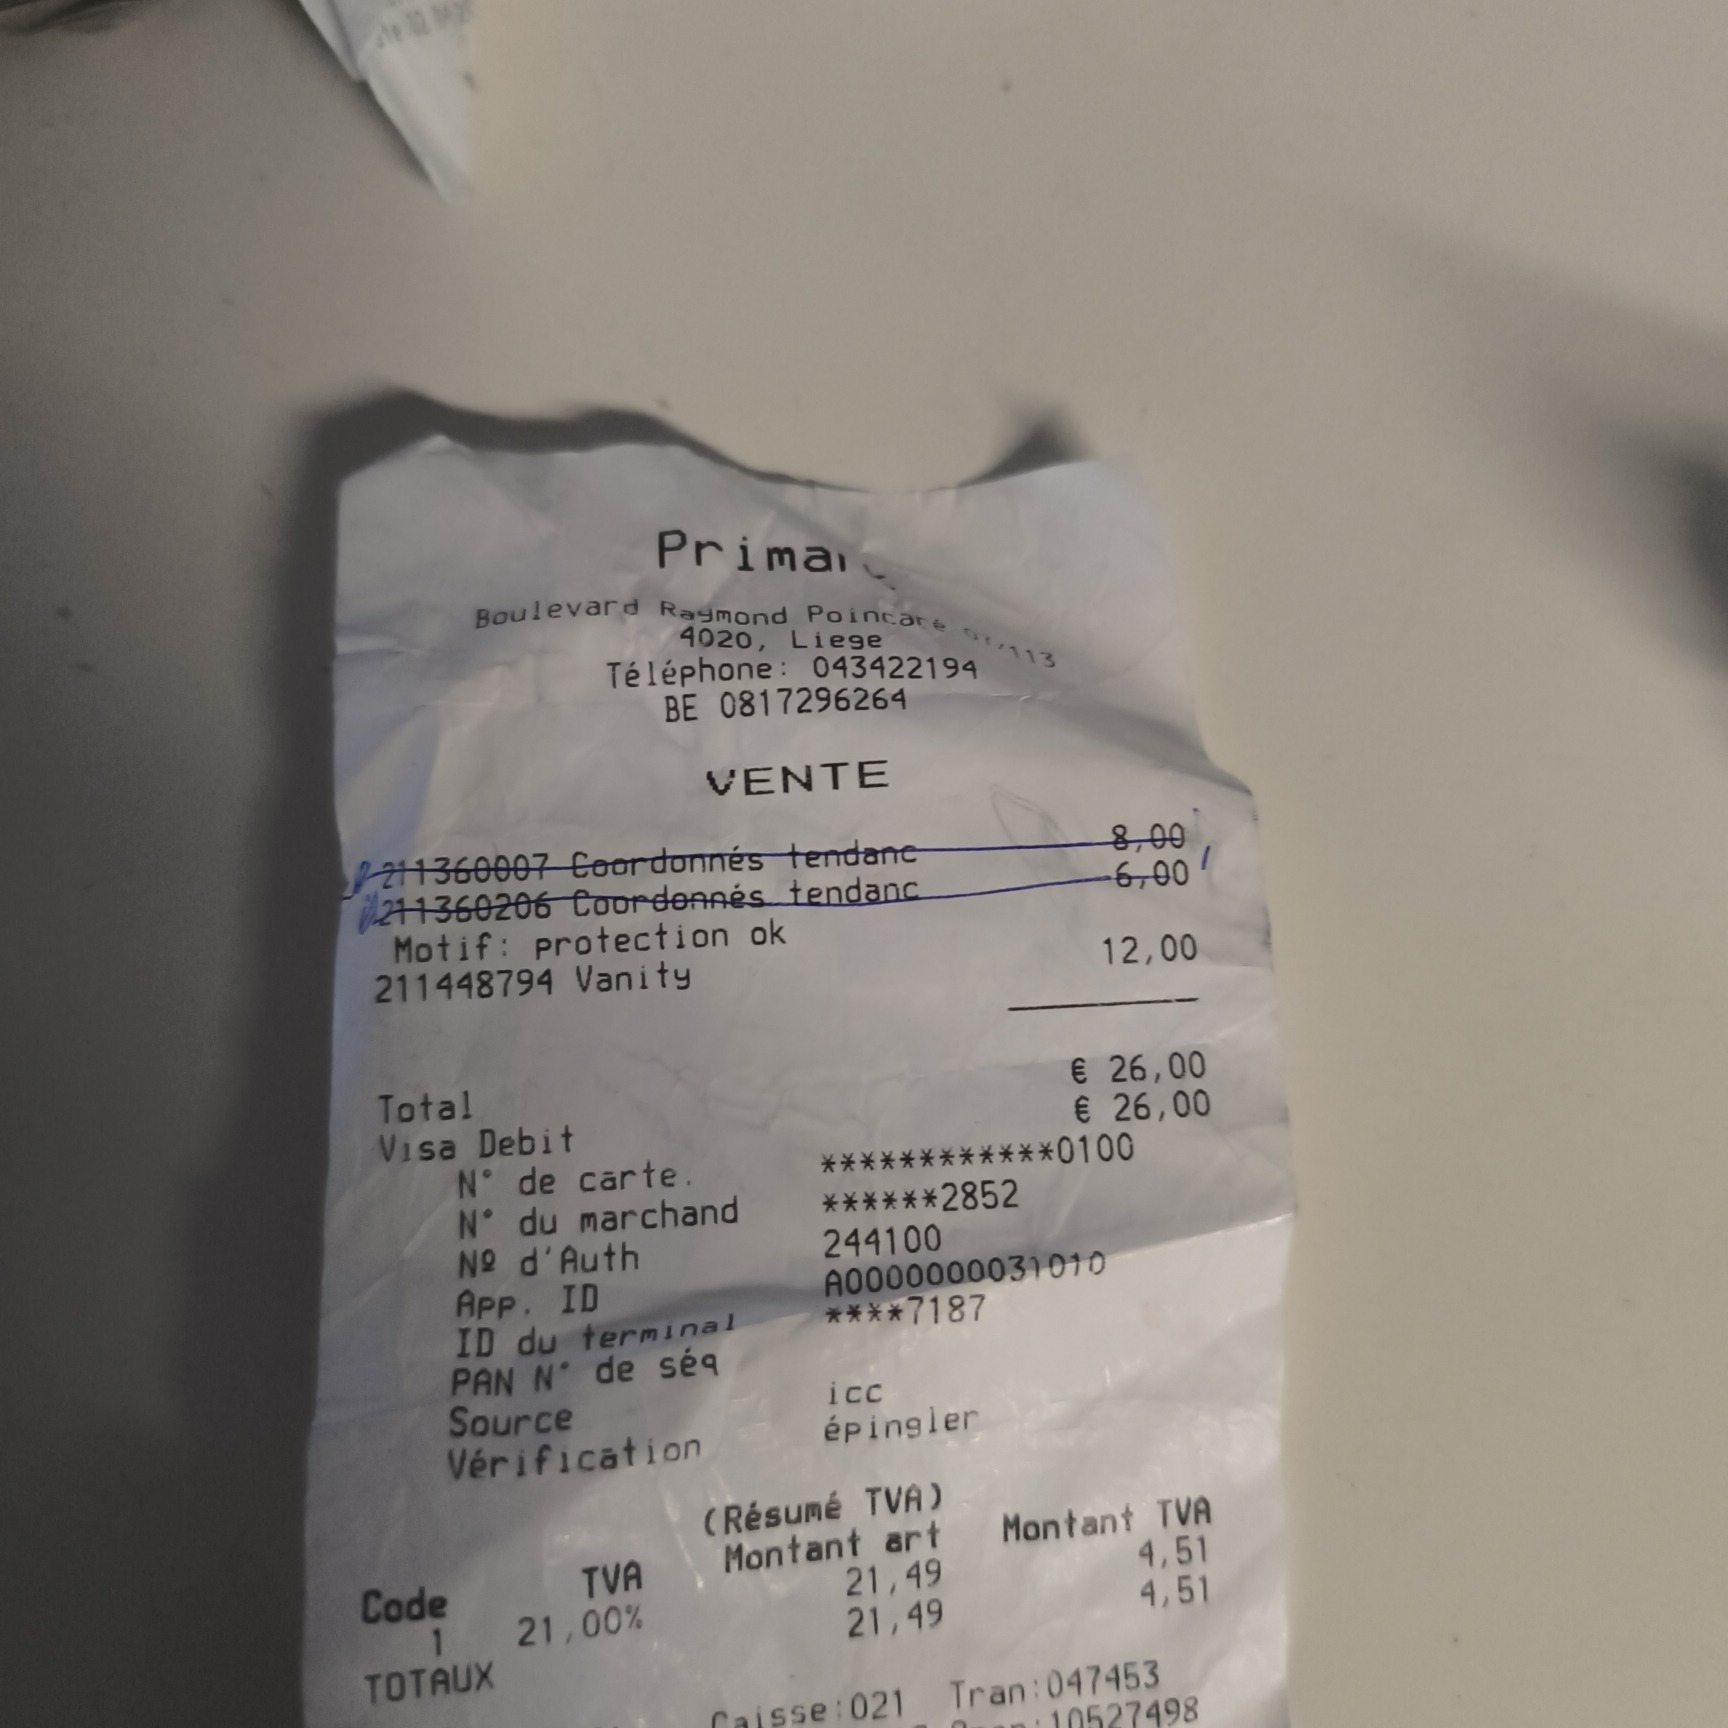 Boulevard Raymond Poincaré
4020, Liege
Téléphone: 043422194
BE 0817296264
VENTE
211360007 Coordonnés tendanc 8,00
211360206 Coordonnés tendanc 6,00
Motif: protection ok
211448794 Vanity 12,00
Total € 26,00
Visa Debit € 26,00
N° de carte. ************0100
N° du marchand ******2852
Nº d'Auth 244100
App. ID A0000000031010
ID du terminal ****7187
PAN N° de séq
Source icc
Vérification épingler
(Résumé TVA)
Code TVA Montant art Montant TVA
1 21,00% 21,49 4,51
TOTAUX 21,49 4,51
Caisse:021 Tran:047453
10527498